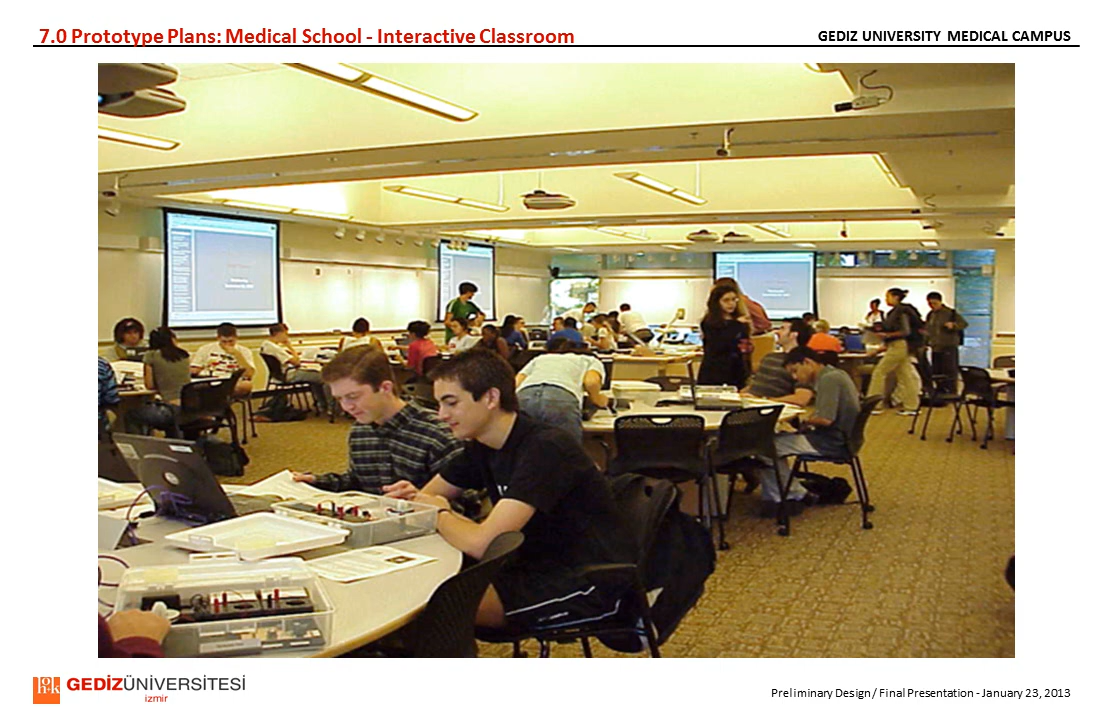 7.0 Prototype Plans: Medical School - Interactive Classroom
GEDIZ UNIVERSITY MEDICAL CAMPUS
hok
GEDİZÜNİVERSİTESİ
izmir
Preliminary Design / Final Presentation - January 23, 2013